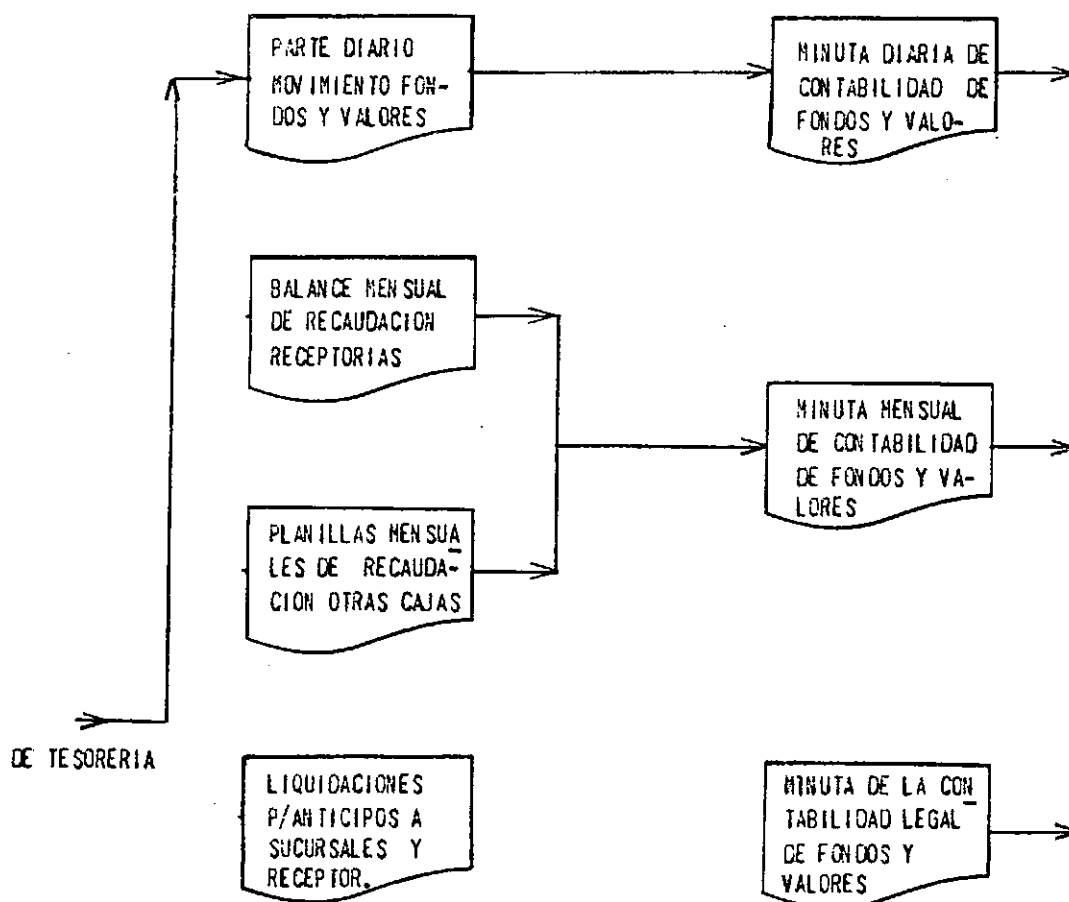 PARTE DIARIO
MOVIMIENTO FON-
DOS Y VALORES
MINUTA DIARIA DE
CONTABILIDAD DE
FONDOS Y VALO-
RES
BALANCE MENSUAL
DE RECAUDACION
RECEPTORIAS
MINUTA MENSUAL
DE CONTABILIDAD
DE FONDOS Y VA-
LORES
PLANILLAS MENSUA
LES DE RECAUDA-
CION OTRAS CAJAS
DE TESORERIA
LIQUIDACIONES
P/ANTICIPOS A
SUCURSALES Y
RECEPTOR.
MINUTA DE LA CON
TABILIDAD LEGAL
DE FONDOS Y
VALORES